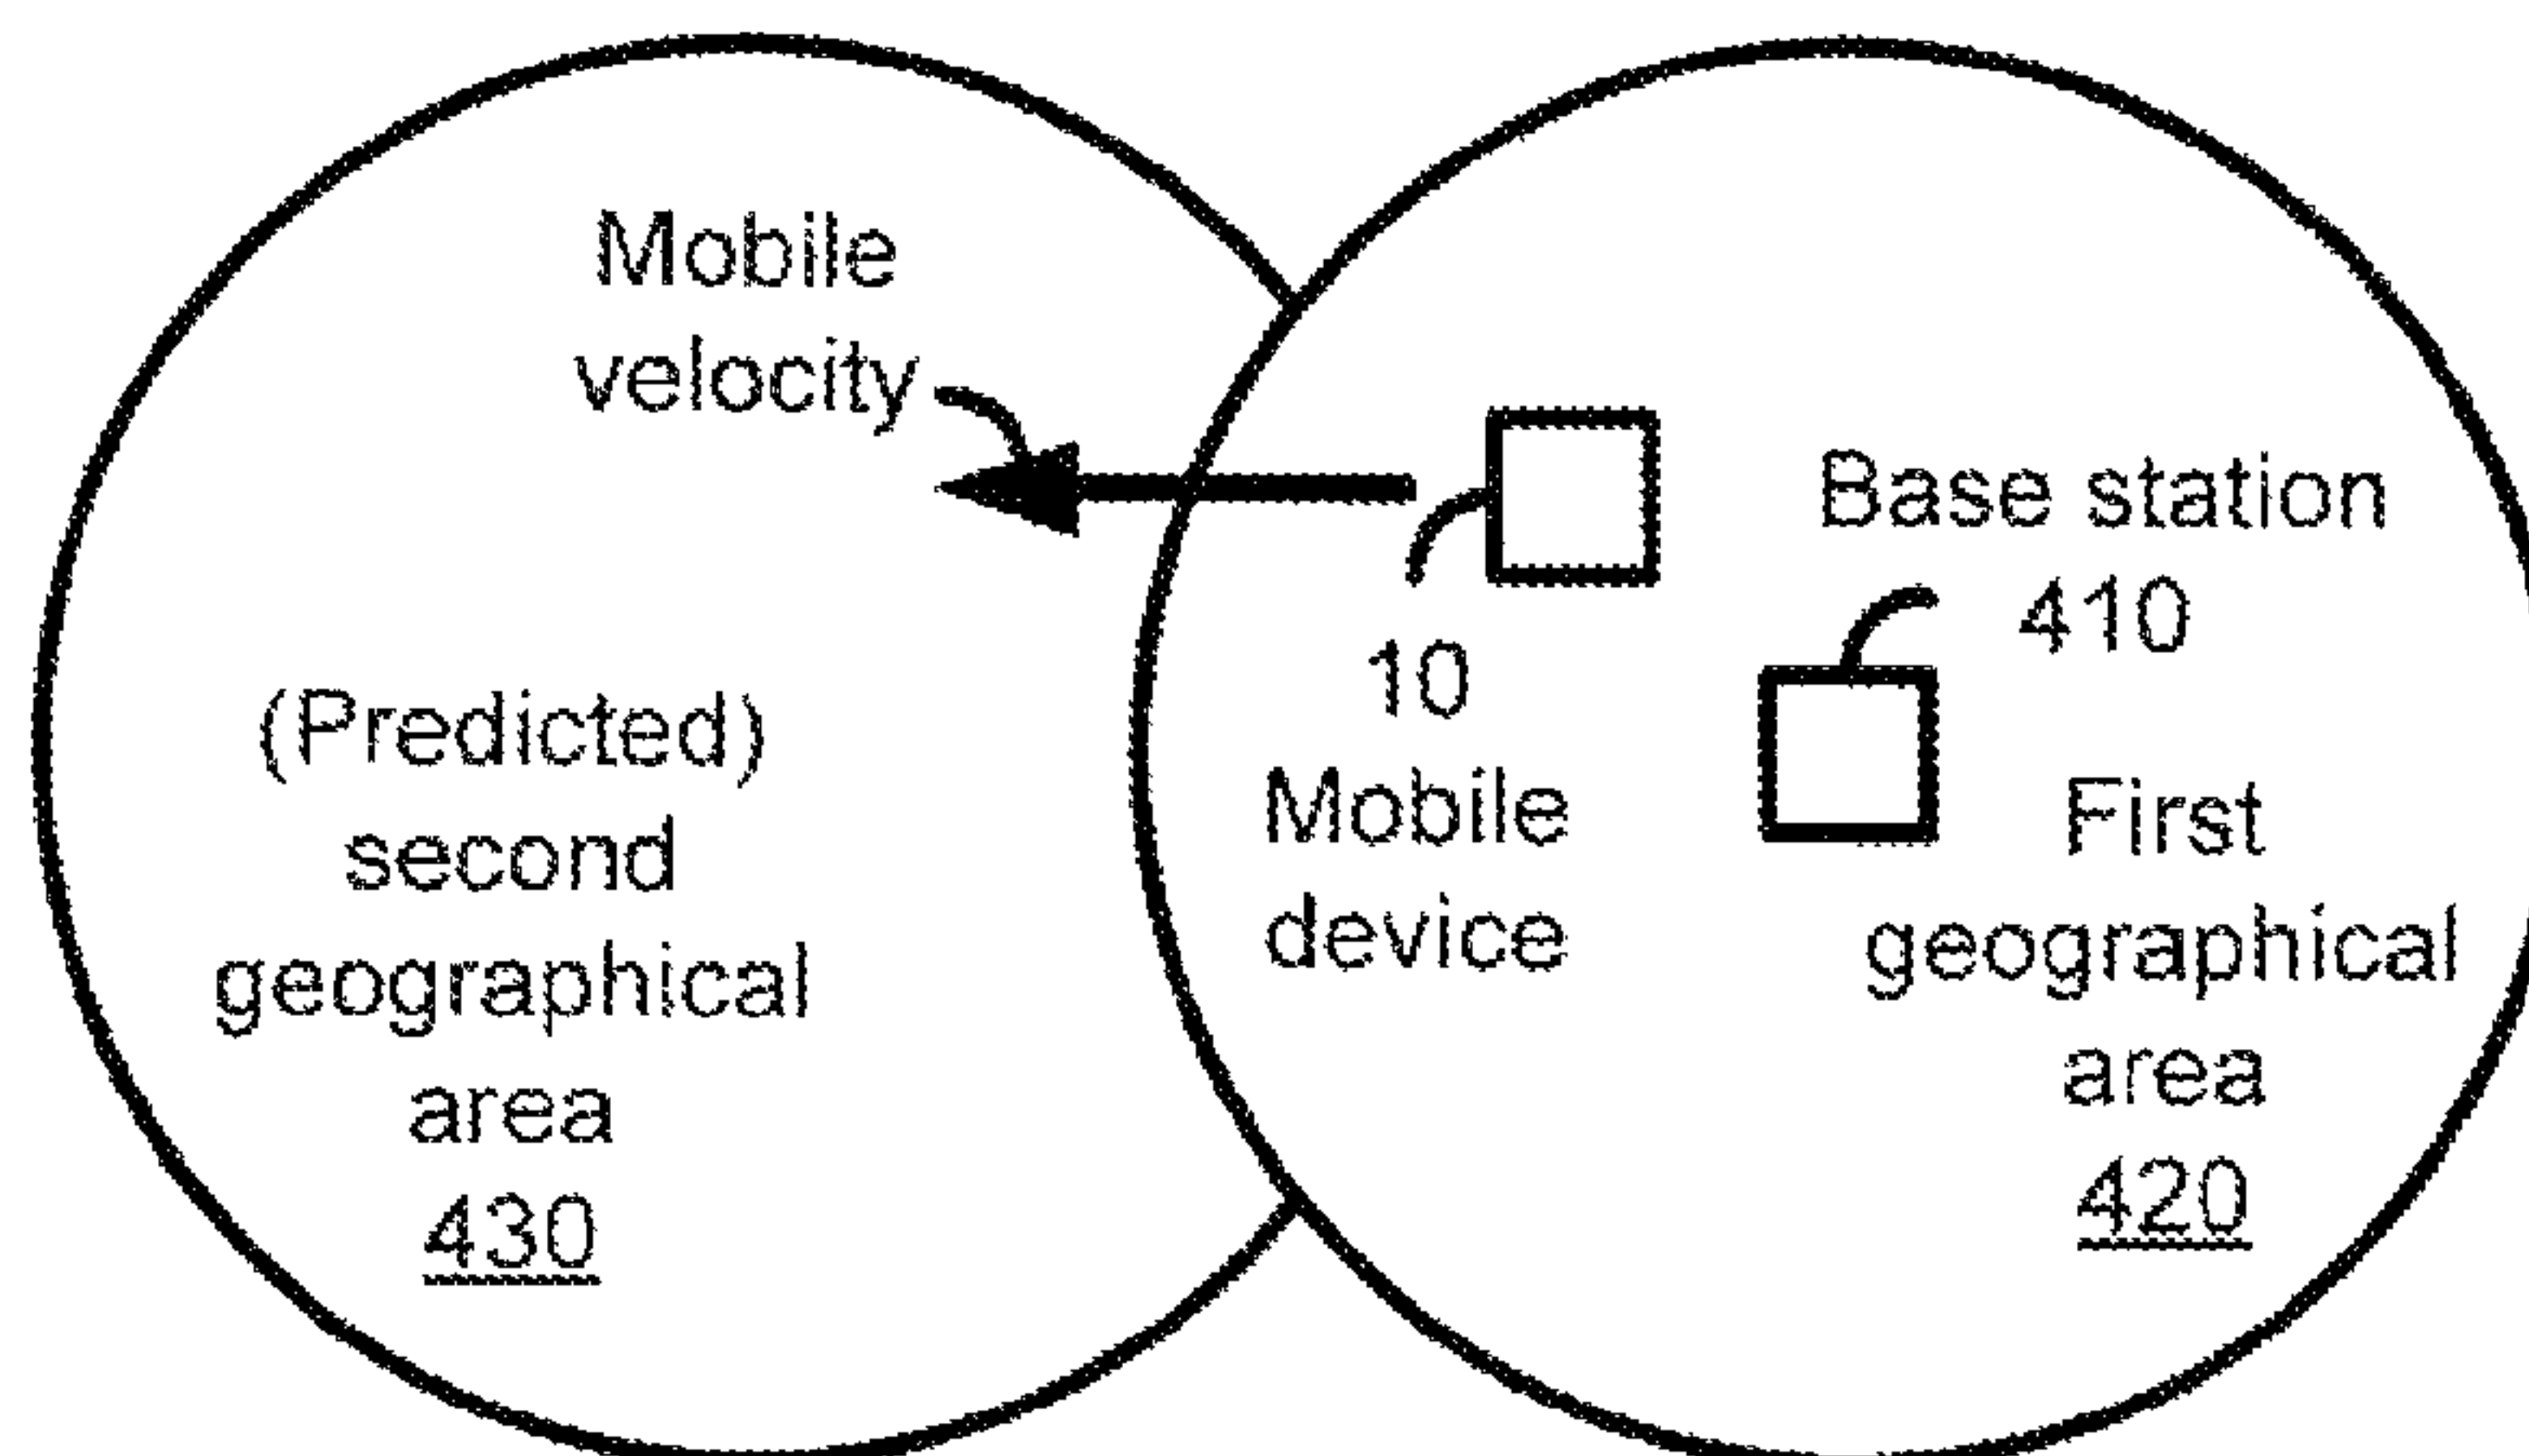 Mobile
velocity
(Predicted)
second
geographical
area
430
10
Mobile
device
Base station
410
First
geographical
area
420